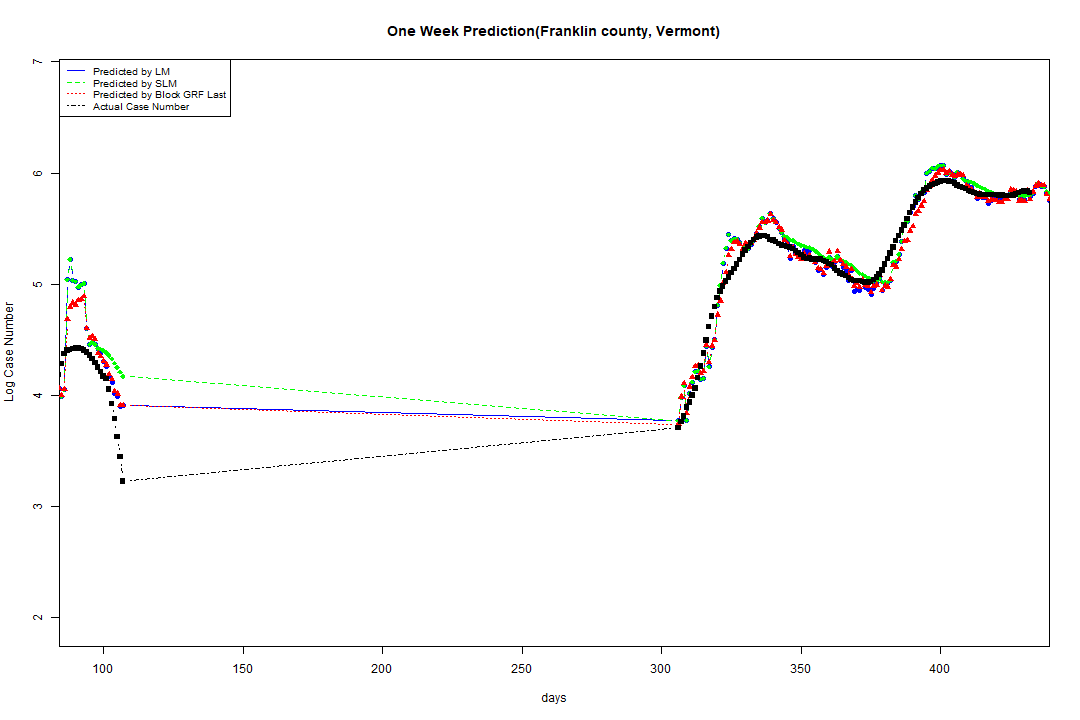 One Week Prediction(Franklin county, Vermont)
Predicted by LM
Predicted by SLM
Predicted by Block GRF Last
Actual Case Number
7
6
5
4
3
2
Log Case Number
100 150 200 250 300 350 400
days